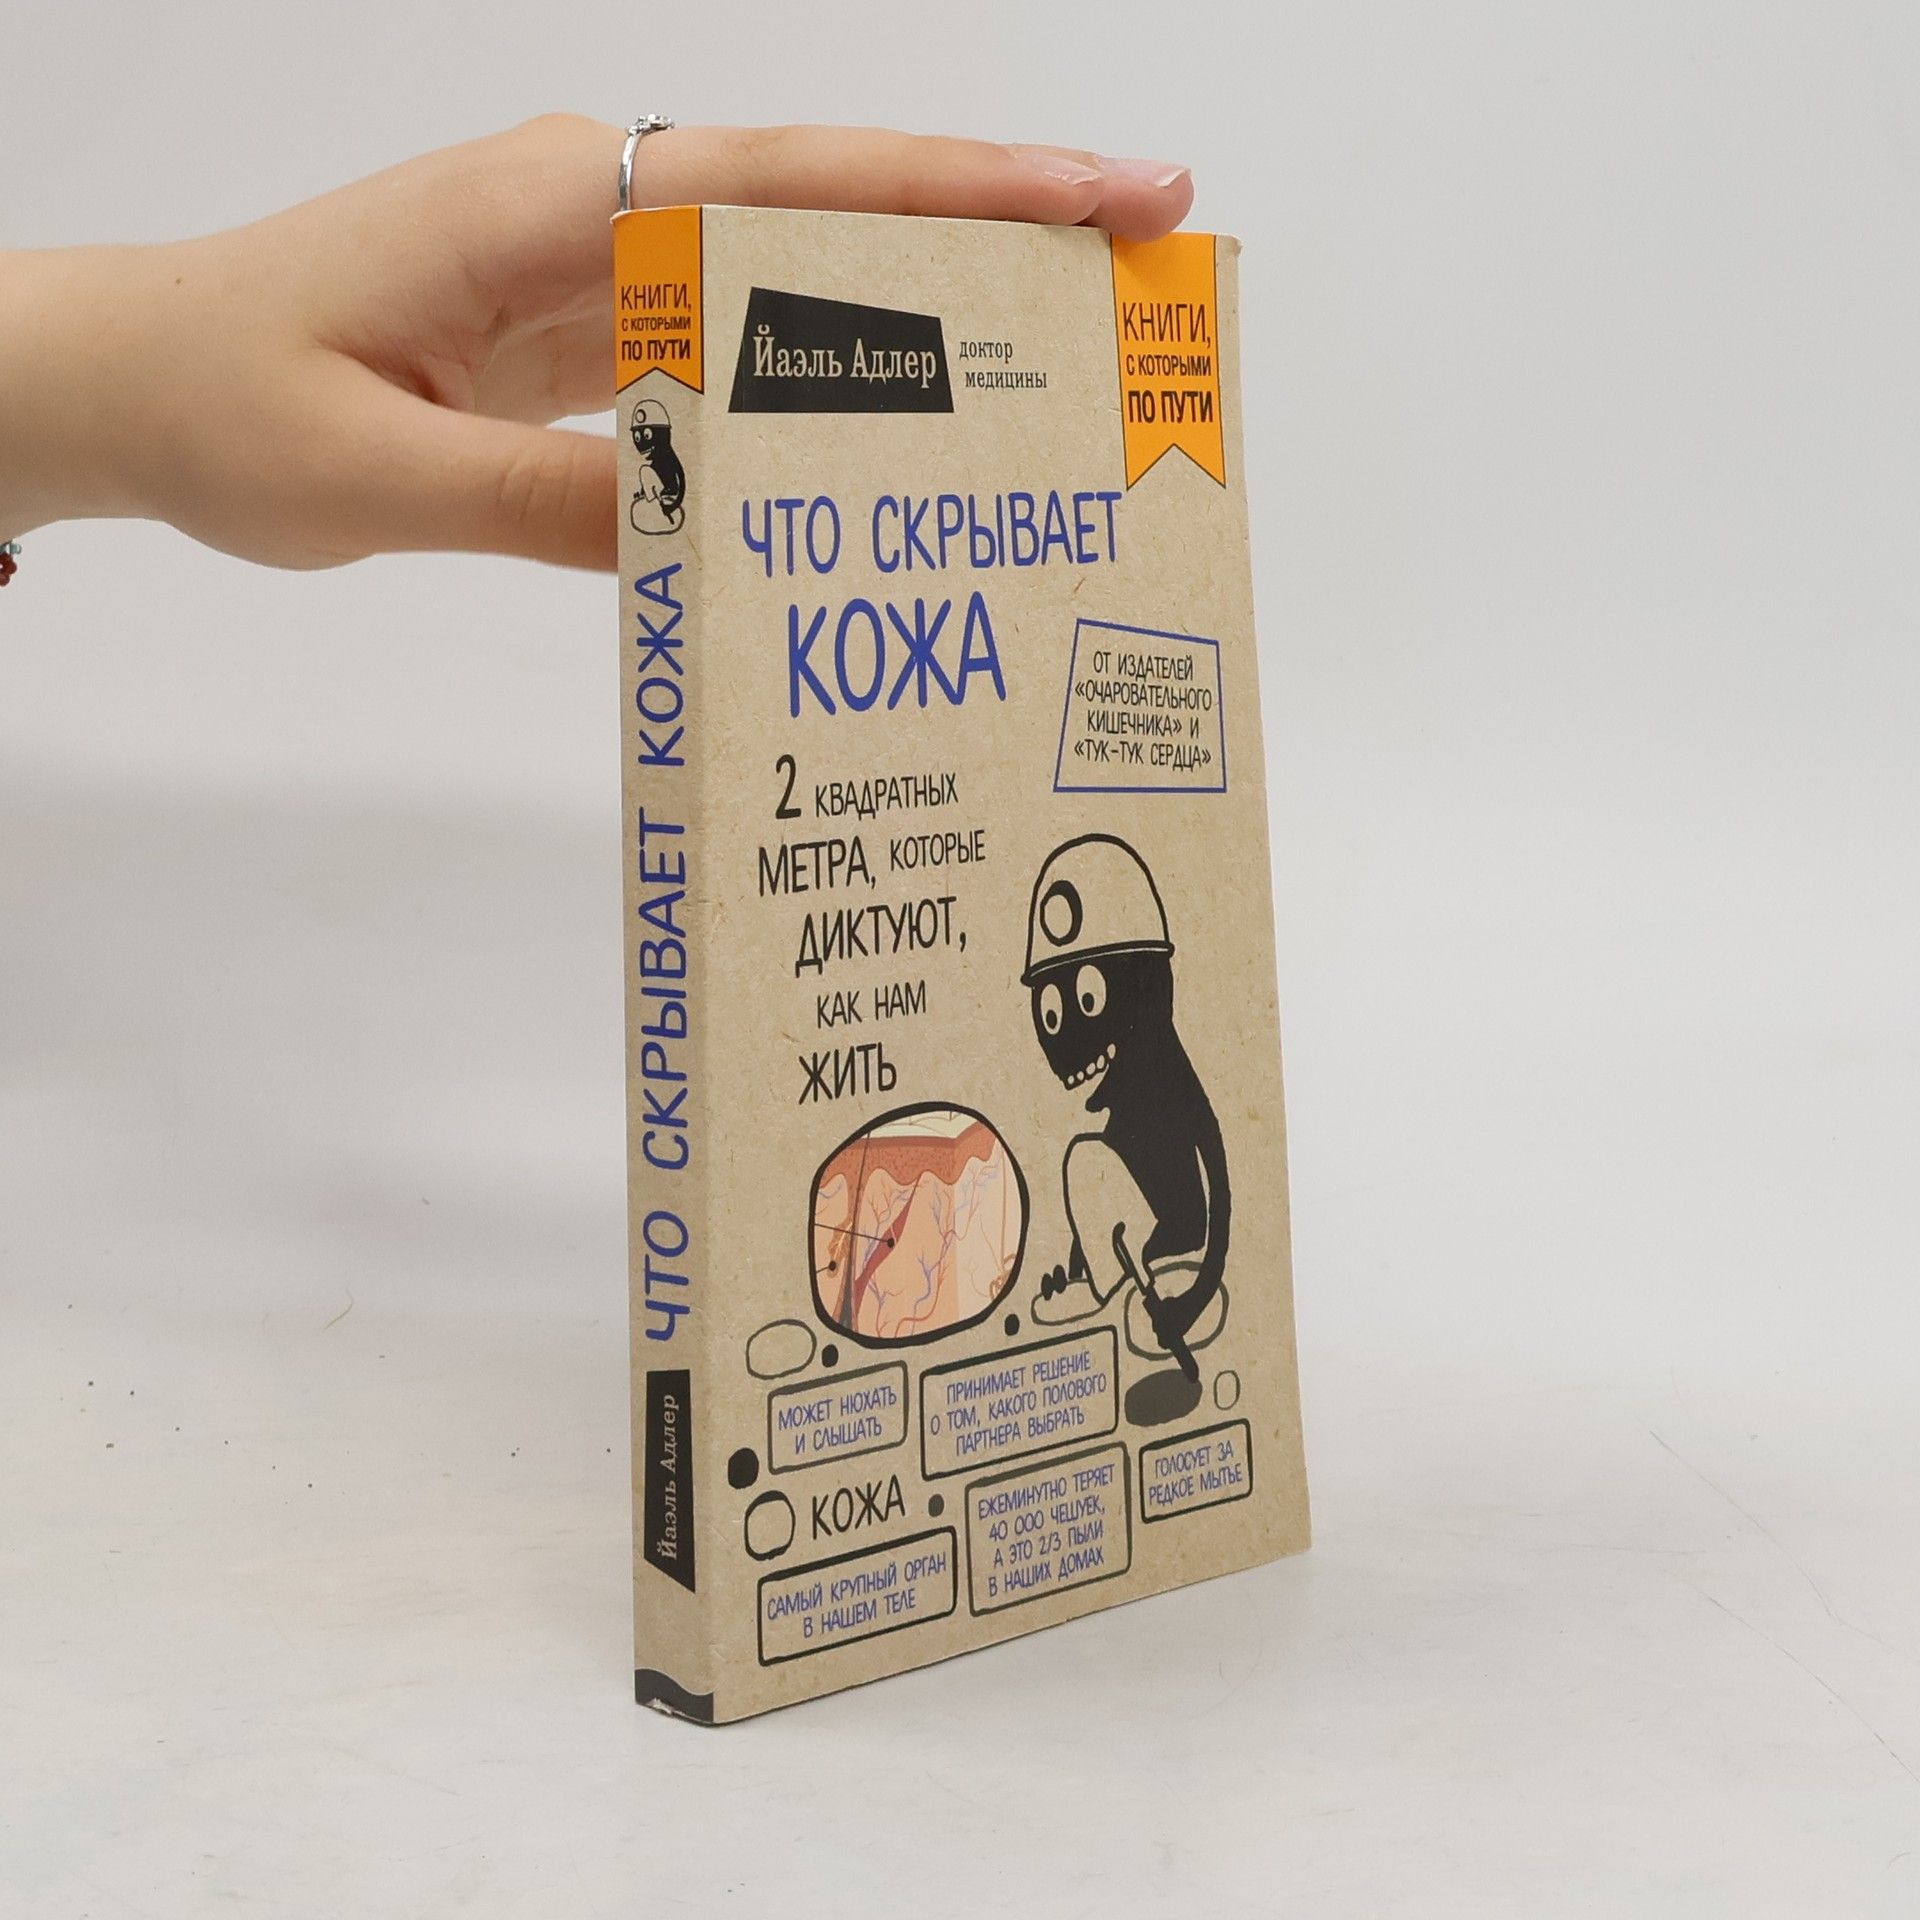 КНИГИ,
С КОТОРЫМИ
ПО ПУТИ
ЧТО СКРЫВАЕТ КОЖА
Йаэль Адлер
Йаэль Адлер
доктор
медицины
КНИГИ,
С КОТОРЫМИ
ПО ПУТИ
ЧТО СКРЫВАЕТ
КОЖА
ОТ ИЗДАТЕЛЕЙ
«ОЧАРОВАТЕЛЬНОГО
КИШЕЧНИКА» И
«ТУК-ТУК СЕРДЦА»
2 КВАДРАТНЫХ
МЕТРА, КОТОРЫЕ
ДИКТУЮТ,
КАК НАМ
ЖИТЬ
МОЖЕТ НЮХАТЬ
И СЛЫШАТЬ
ПРИНИМАЕТ РЕШЕНИЕ
О ТОМ, КАКОГО ПОЛОВОГО
ПАРТНЕРА ВЫБРАТЬ
ГОЛОСУЕТ ЗА
РЕДКОЕ МЫТЬЕ
КОЖА
ЕЖЕМИНУТНО ТЕРЯЕТ
40 000 ЧЕШУЕК,
А ЭТО 2/3 ПЫЛИ
В НАШИХ ДОМАХ
САМЫЙ КРУПНЫЙ ОРГАН
В НАШЕМ ТЕЛЕ